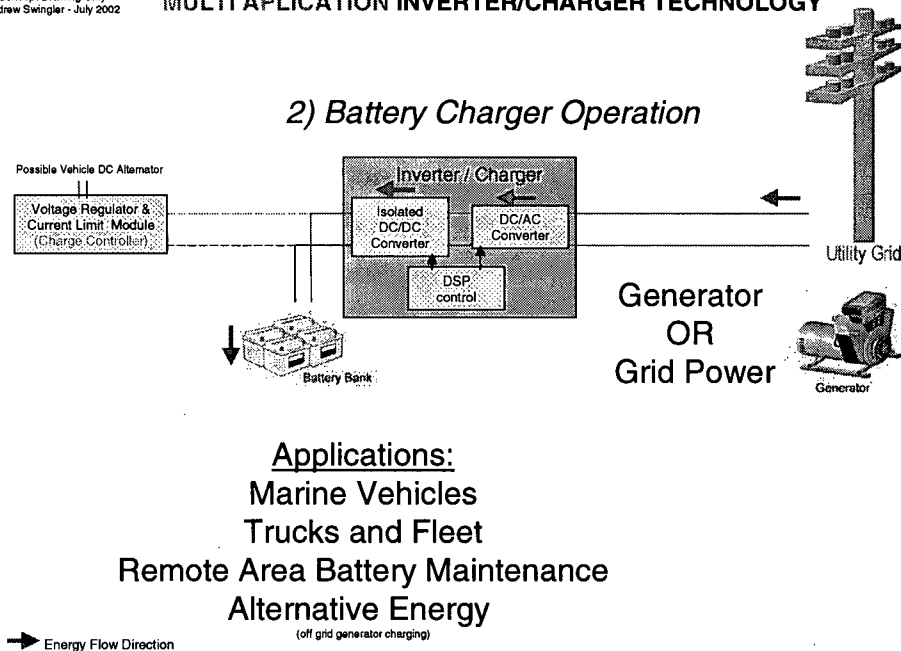 drew Swingler - July 2002
MULTI APLICATION INVERTER/CHARGER TECHNOLOGY
2) Battery Charger Operation
Possible Vehicle DC Alternator
Voltage Regulator &
Current Limit Module
(Charge Controller)
Inverter / Charger
Isolated
DC/DC
Converter
DC/AC
Converter
DSP
control
Battery Bank
Utility Grid
Generator
OR
Grid Power
Generator
Applications:
Marine Vehicles
Trucks and Fleet
Remote Area Battery Maintenance
Alternative Energy
(off grid generator charging)
Energy Flow Direction